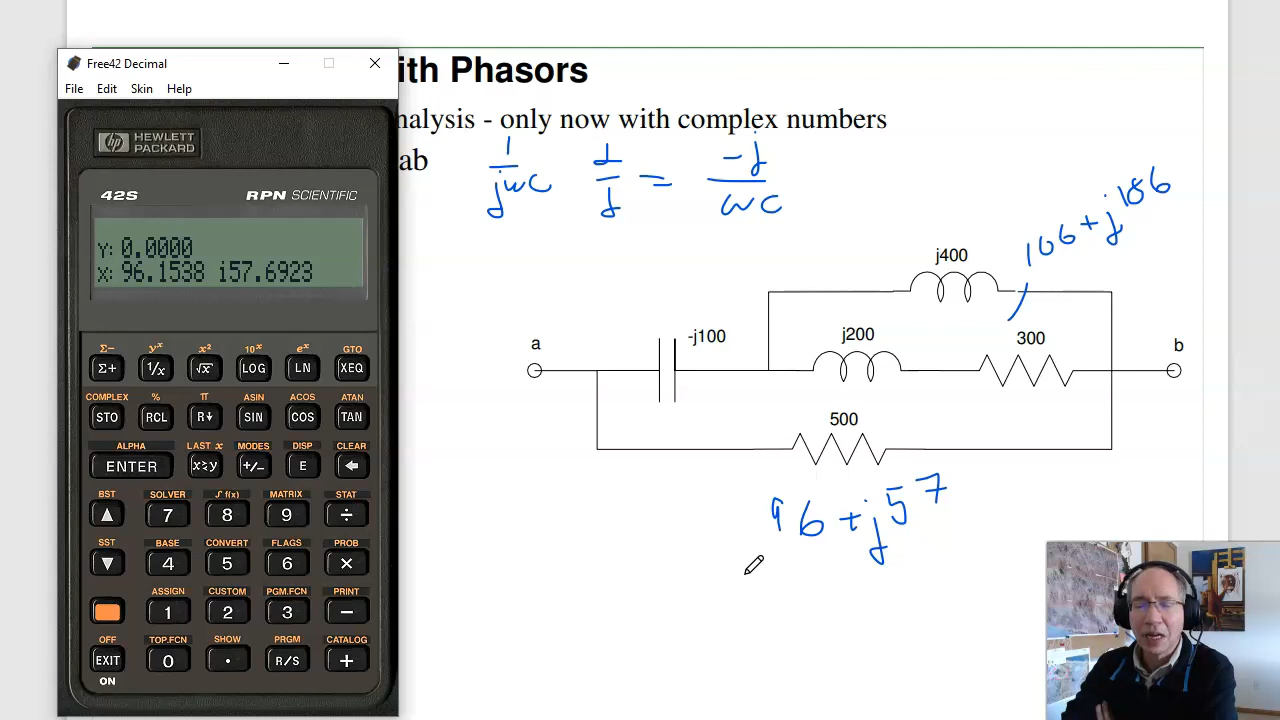 Free42 Decimal
File Edit Skin Help
ith Phasors
nalysis - only now with complex numbers
ab
1/jωC 1/j = -j/ωC
HEWLETT
PACKARD
42S RPN SCIENTIFIC
Y: 0.0000
X: 96.1538 i57.6923
Σ- y^x x² 10^x e^x GTO
Σ+ 1/x √x LOG LN XEQ
COMPLEX % π ASIN ACOS ATAN
STO RCL R↓ SIN COS TAN
ALPHA LAST x MODES DISP CLEAR
ENTER x≷y +/- E ←
BST SOLVER ∫f(x) MATRIX STAT
▲ 7 8 9 ÷
SST BASE CONVERT FLAGS PROB
▼ 4 5 6 ×
ASSIGN CUSTOM PGM.FCN PRINT
1 2 3 −
OFF TOP.FCN SHOW PRGM CATALOG
EXIT 0 · R/S +
ON
j400
106+j186
-j100
j200
300
a
b
500
96+j57